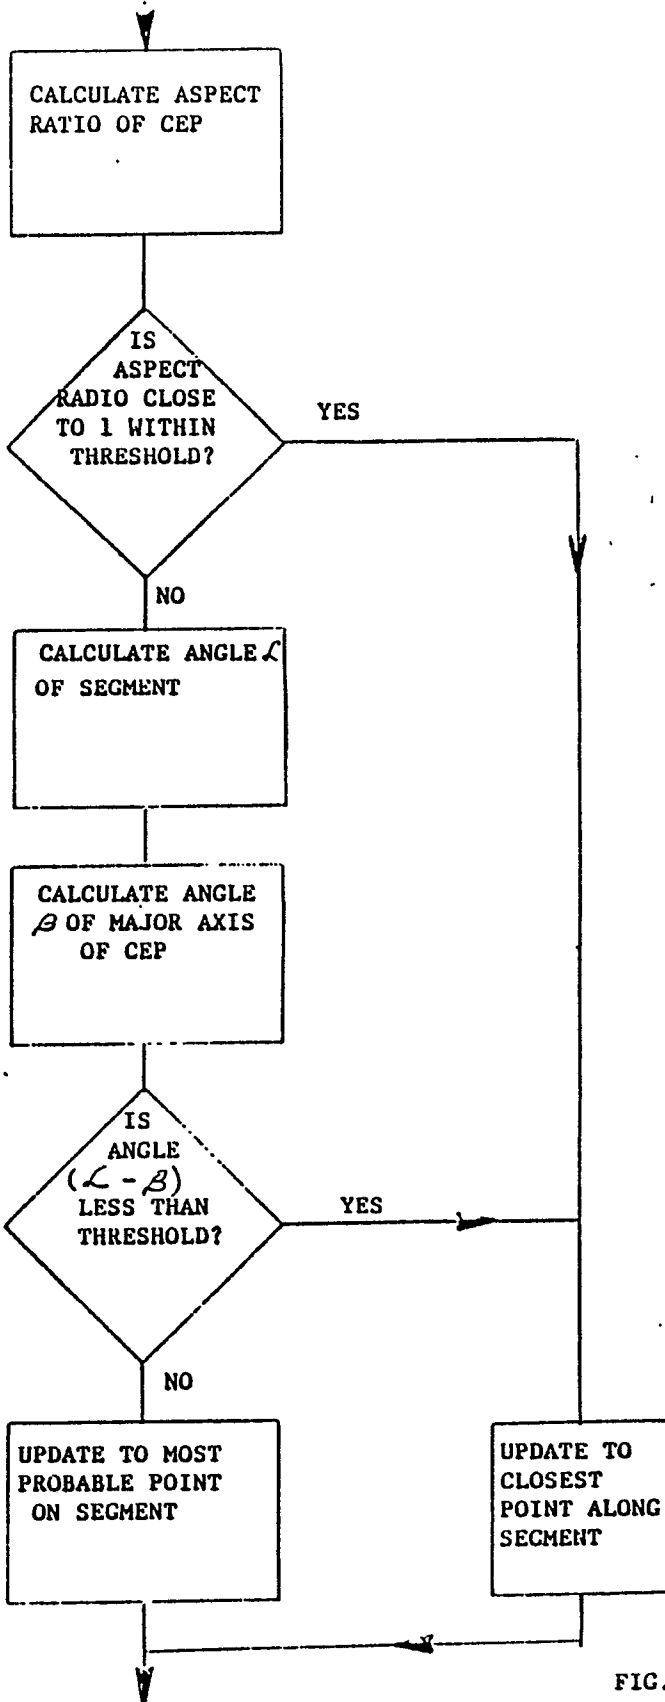 CALCULATE ASPECT
RATIO OF CEP
IS
ASPECT
RADIO CLOSE
TO 1 WITHIN
THRESHOLD?
YES
NO
CALCULATE ANGLE ℒ
OF SEGMENT
CALCULATE ANGLE
β OF MAJOR AXIS
OF CEP
IS
ANGLE
(ℒ - β)
LESS THAN
THRESHOLD?
YES
NO
UPDATE TO MOST
PROBABLE POINT
ON SEGMENT
UPDATE TO
CLOSEST
POINT ALONG
SEGMENT
FIG.